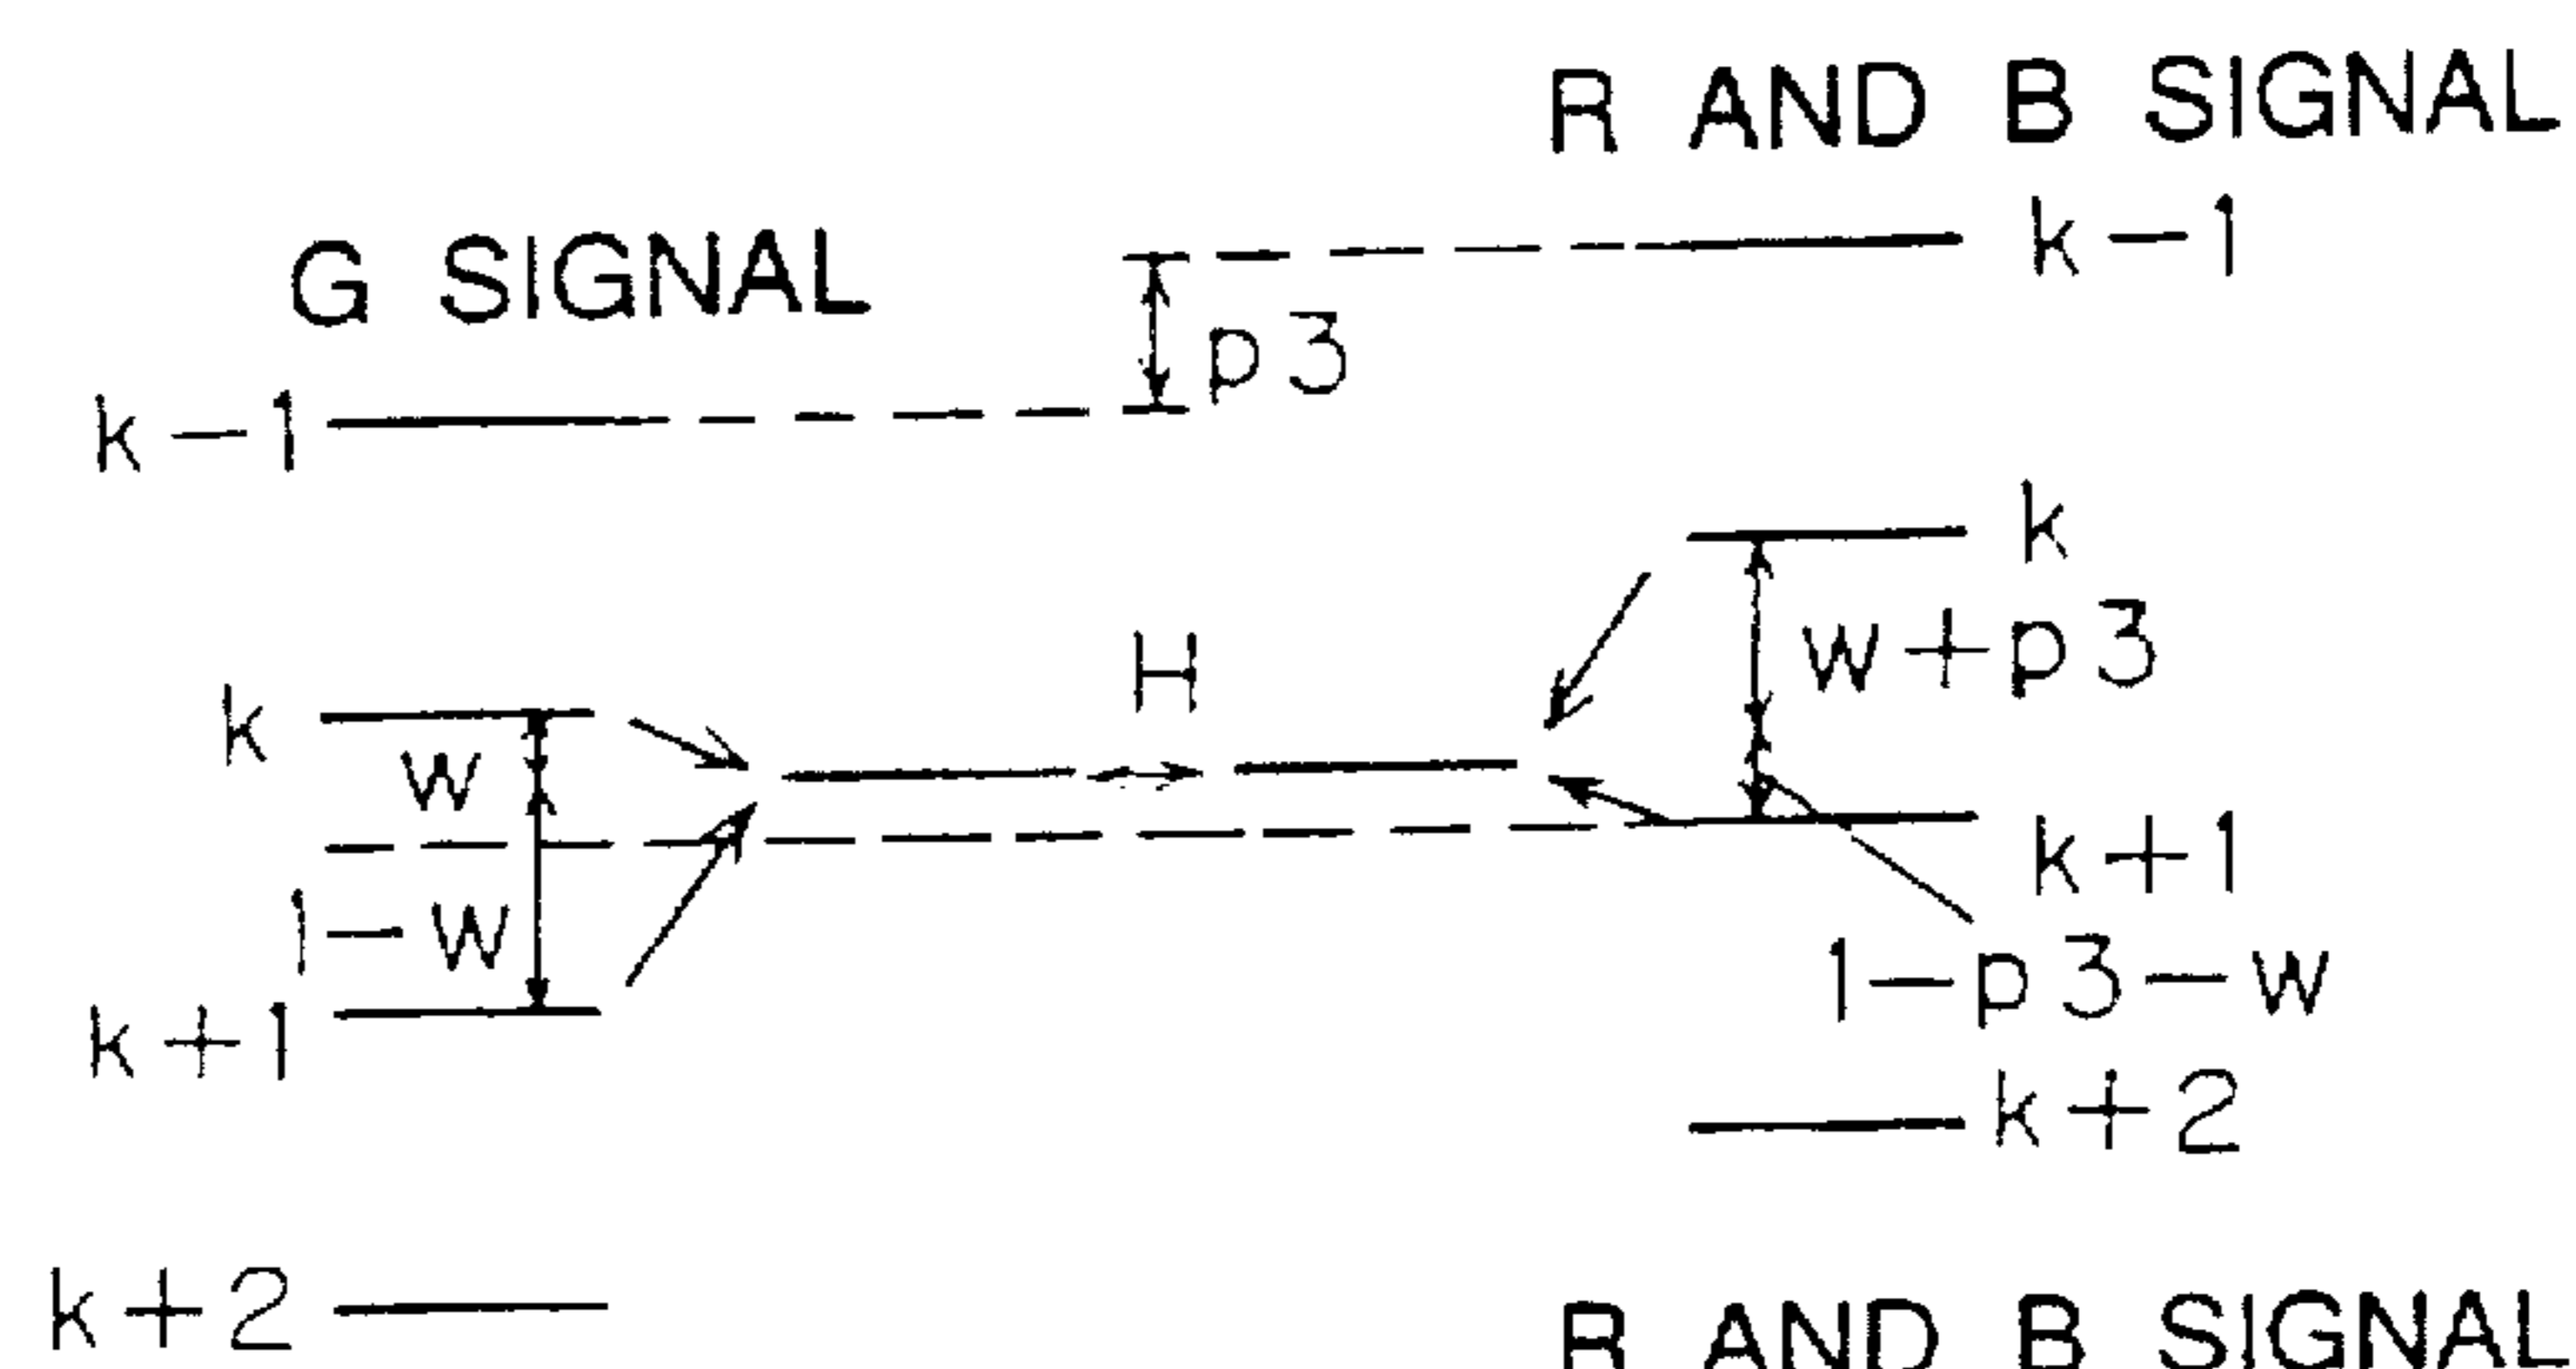 R AND B SIGNAL
k-1
G SIGNAL
p3
k-1
k
w+p3
H
k
w
k+1
1-w
1-p3-w
k+1
k+2
k+2
R AND B SIGNAL